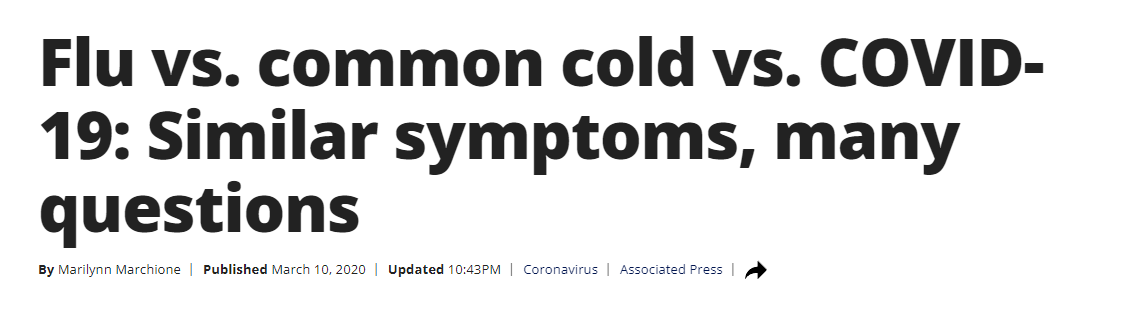 Flu vs. common cold vs. COVID-
19: Similar symptoms, many
questions
By Marilynn Marchione | Published March 10, 2020 | Updated 10:43PM | Coronavirus | Associated Press |